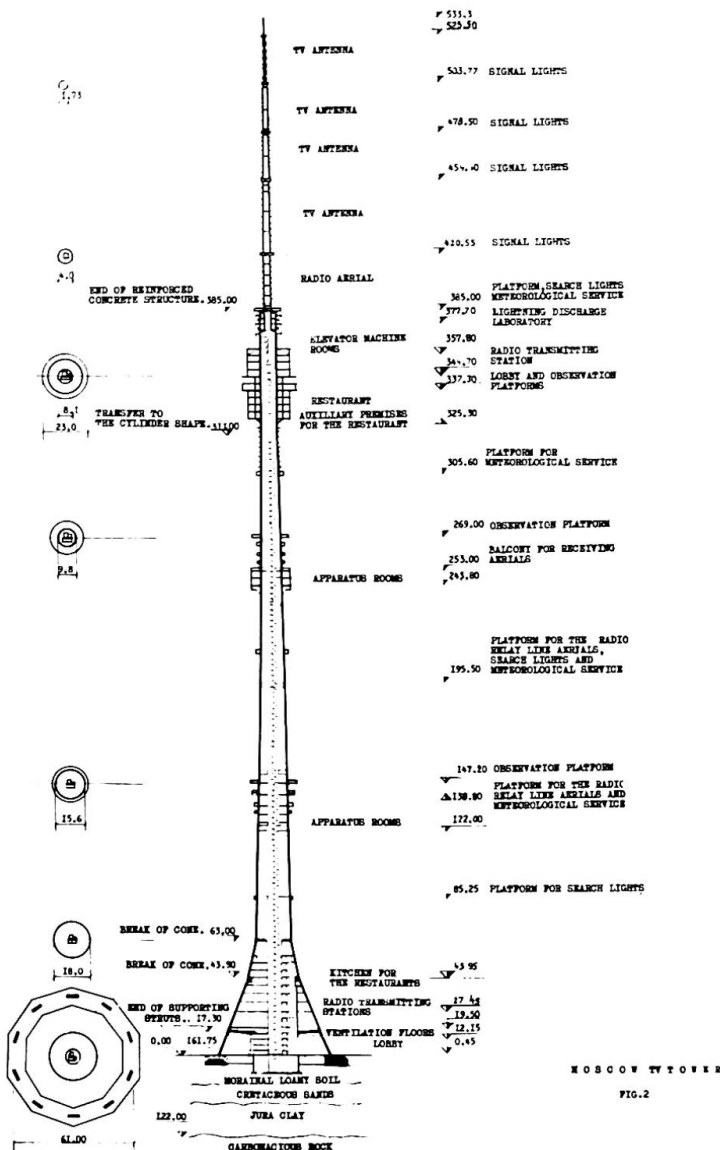 533.3
525.50
TV ANTENNA
503.77 SIGNAL LIGHTS
1.73
TV ANTENNA
478.50 SIGNAL LIGHTS
TV ANTENNA
SIGNAL LIGHTS
TV ANTENNA
420.55 SIGNAL LIGHTS
RADIO AERIAL
END OF REINFORCED
CONCRETE STRUCTURE. 385.00
PLATFORM, SEARCH LIGHTS
385.00 METEOROLOGICAL SERVICE
377.70 LIGHTNING DISCHARGE
LABORATORY
ELEVATOR MACHINE
ROOMS
357.80
RADIO TRANSMITTING
344.70 STATION
337.70 LOBBY AND OBSERVATION
PLATFORMS
RESTAURANT
8.1
23.0
TRANSFER TO
THE CYLINDER SHAPE. 311.00
AUXILIARY PREMISES
FOR THE RESTAURANT
325.30
PLATFORM FOR
305.60 METEOROLOGICAL SERVICE
269.00 OBSERVATION PLATFORM
BALCONY FOR RECEIVING
253.00 AERIALS
243.80
9.8
APPARATUS ROOMS
PLATFORM FOR THE RADIO
RELAY LINE AERIALS,
SEARCH LIGHTS AND
195.50 METEOROLOGICAL SERVICE
147.20 OBSERVATION PLATFORM
PLATFORM FOR THE RADIO
138.80 RELAY LINE AERIALS AND
METEOROLOGICAL SERVICE
15.6
APPARATUS ROOMS
122.00
85.25 PLATFORM FOR SEARCH LIGHTS
BREAK OF CONE. 63.00
18.0
BREAK OF CONE. 43.90
KITCHEN FOR
THE RESTAURANTS
43.95
END OF SUPPORTING
STRUTS.. 17.30
RADIO TRANSMITTING
STATIONS
19.50
VENTILATION FLOORS
12.15
0.00 161.75
LOBBY
0.45
MORAINAL LOAMY SOIL
CRETACEOUS SANDS
122.00
JURA CLAY
61.00
CARBONACIOUS ROCK
MOSCOW TV TOWER
FIG.2